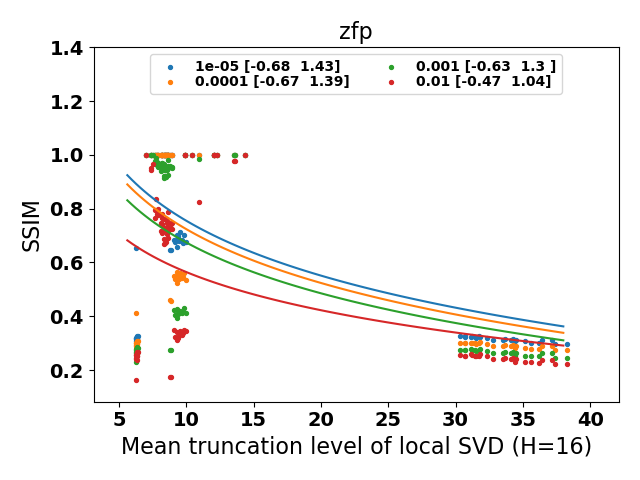 zfp
1.4
1.2
1.0
0.8
0.6
0.4
0.2
SSIM
1e-05 [-0.68  1.43]
0.0001 [-0.67  1.39]
0.001 [-0.63  1.3 ]
0.01 [-0.47  1.04]
5 10 15 20 25 30 35 40
Mean truncation level of local SVD (H=16)